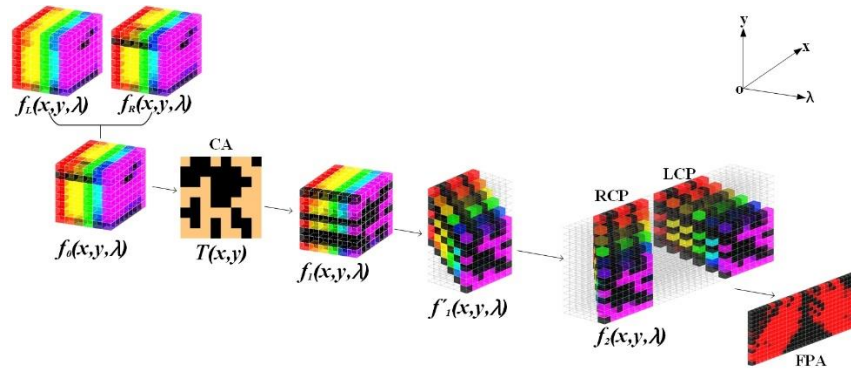 f_L(x,y,λ)
f_R(x,y,λ)
f_0(x,y,λ)
CA
T(x,y)
f_1(x,y,λ)
f'_1(x,y,λ)
RCP
LCP
f_2(x,y,λ)
FPA
y
x
o
λ